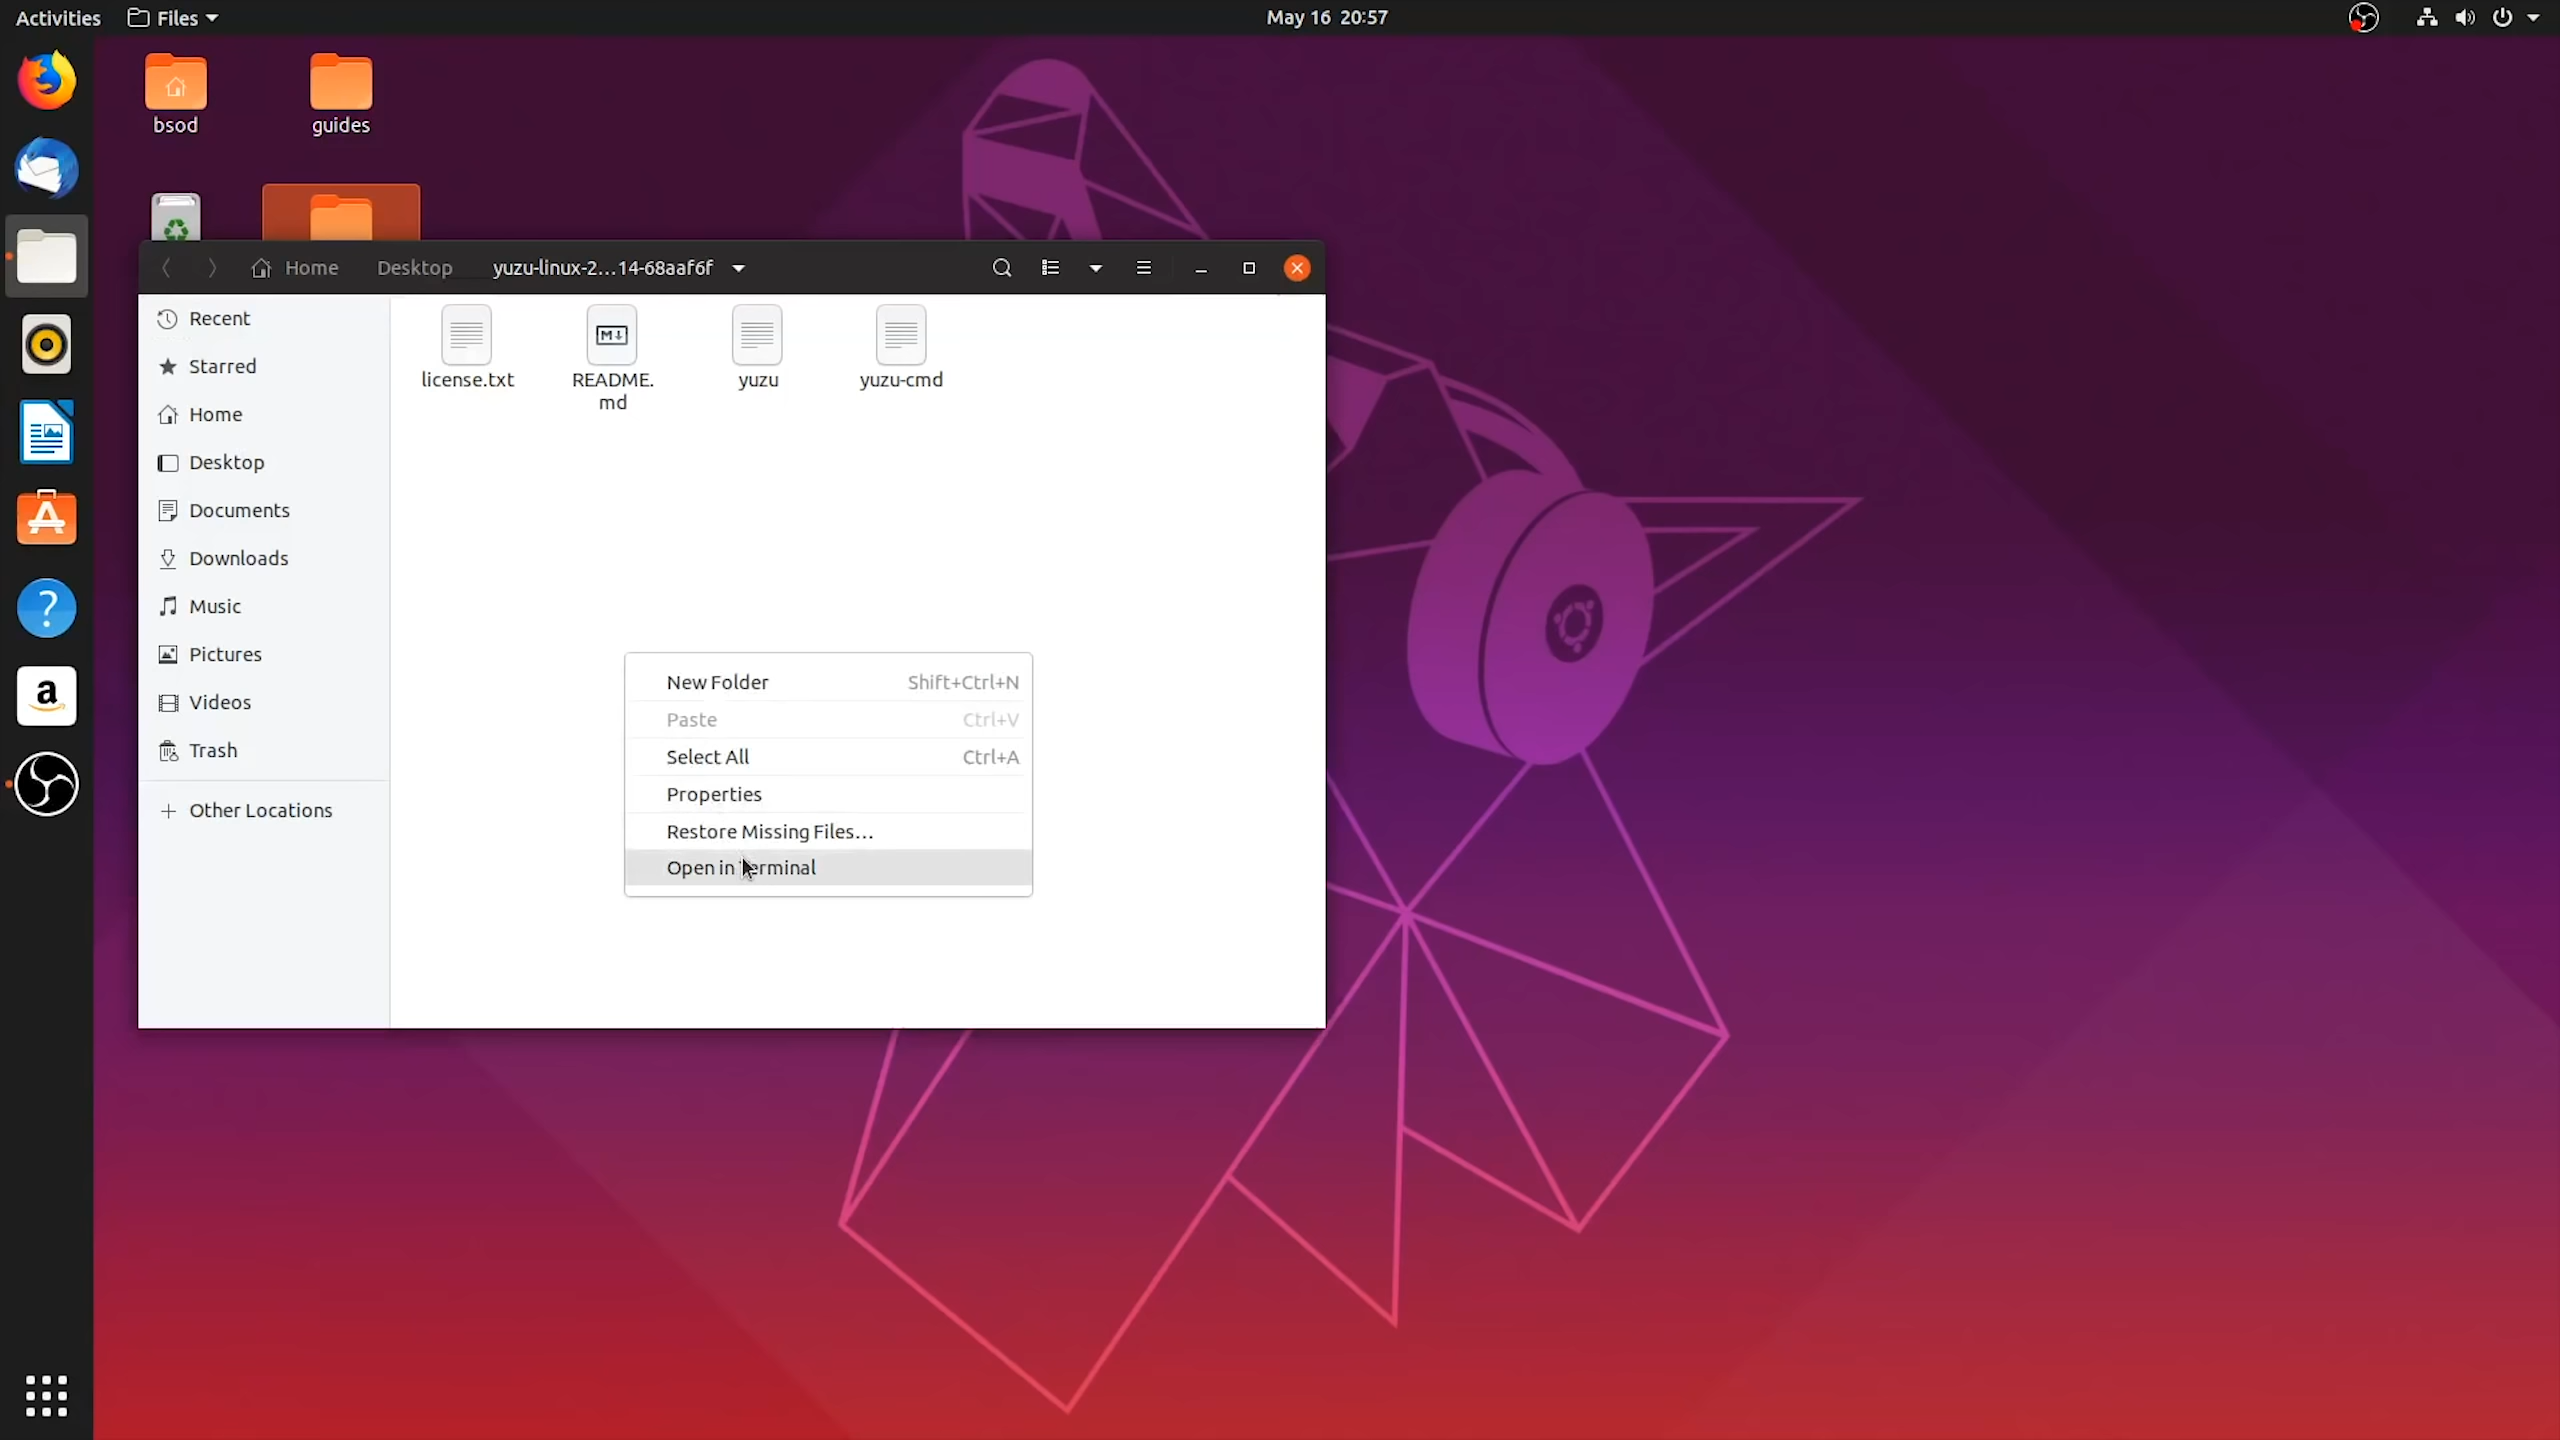 Activities Files May 16 20:57
bsod guides
Home Desktop yuzu-linux-2...14-68aaf6f
Recent
Starred
Home
Desktop
Documents
Downloads
Music
Pictures
Videos
Trash
Other Locations
license.txt README. yuzu yuzu-cmd
md
M↓
New Folder Shift+Ctrl+N
Paste Ctrl+V
Select All Ctrl+A
Properties
Restore Missing Files...
Open in Terminal
?
a